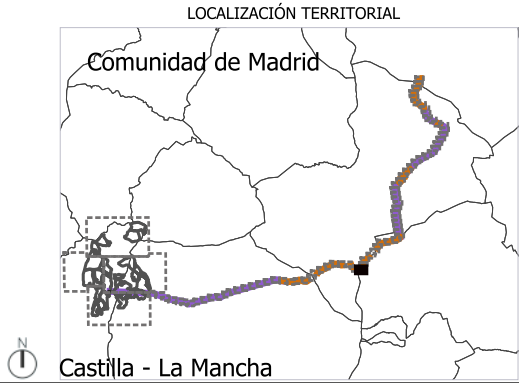 LOCALIZACIÓN TERRITORIAL
Comunidad de Madrid
N
Castilla - La Mancha